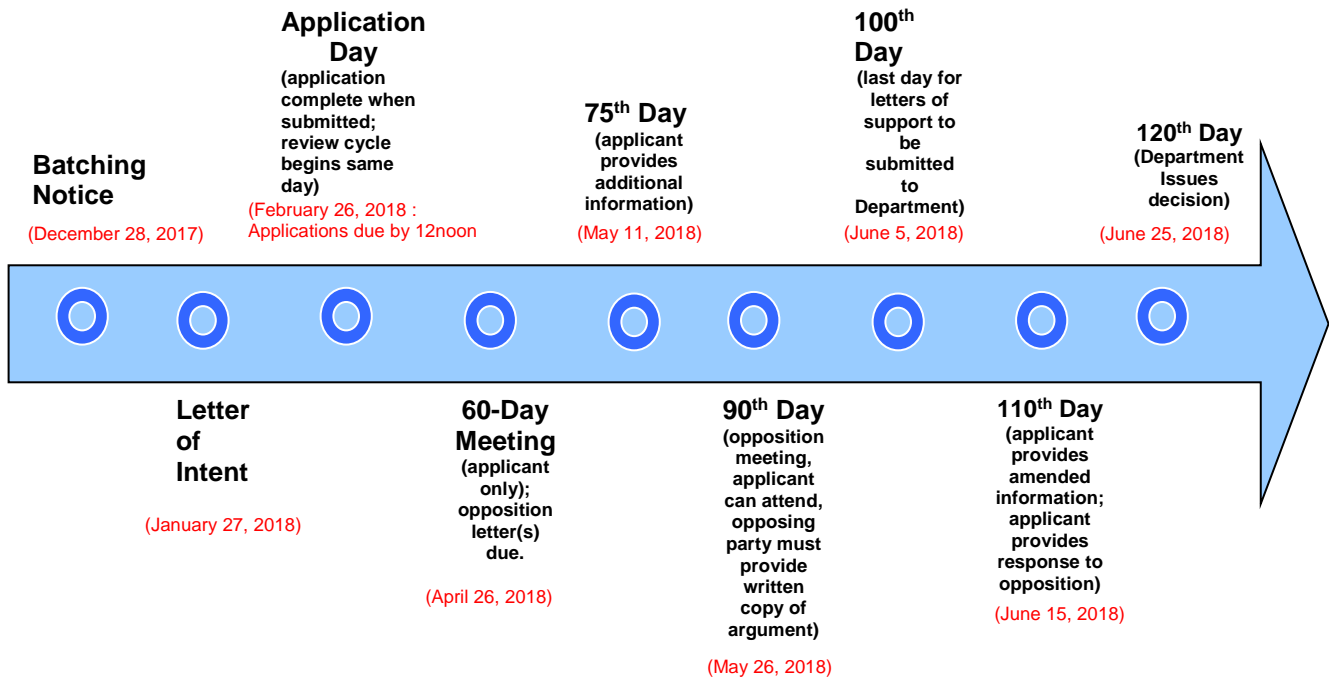 Batching
Notice
(December 28, 2017)
Letter
of
Intent
(January 27, 2018)
Application
Day
(application
complete when
submitted;
review cycle
begins same
day)
(February 26, 2018 :
Applications due by 12noon
60-Day
Meeting
(applicant
only);
opposition
letter(s)
due.
(April 26, 2018)
75th Day
(applicant
provides
additional
information)
(May 11, 2018)
90th Day
(opposition
meeting,
applicant
can attend,
opposing
party must
provide
written
copy of
argument)
(May 26, 2018)
100th
Day
(last day for
letters of
support to
be
submitted
to
Department)
(June 5, 2018)
110th Day
(applicant
provides
amended
information;
applicant
provides
response to
opposition)
(June 15, 2018)
120th Day
(Department
Issues
decision)
(June 25, 2018)